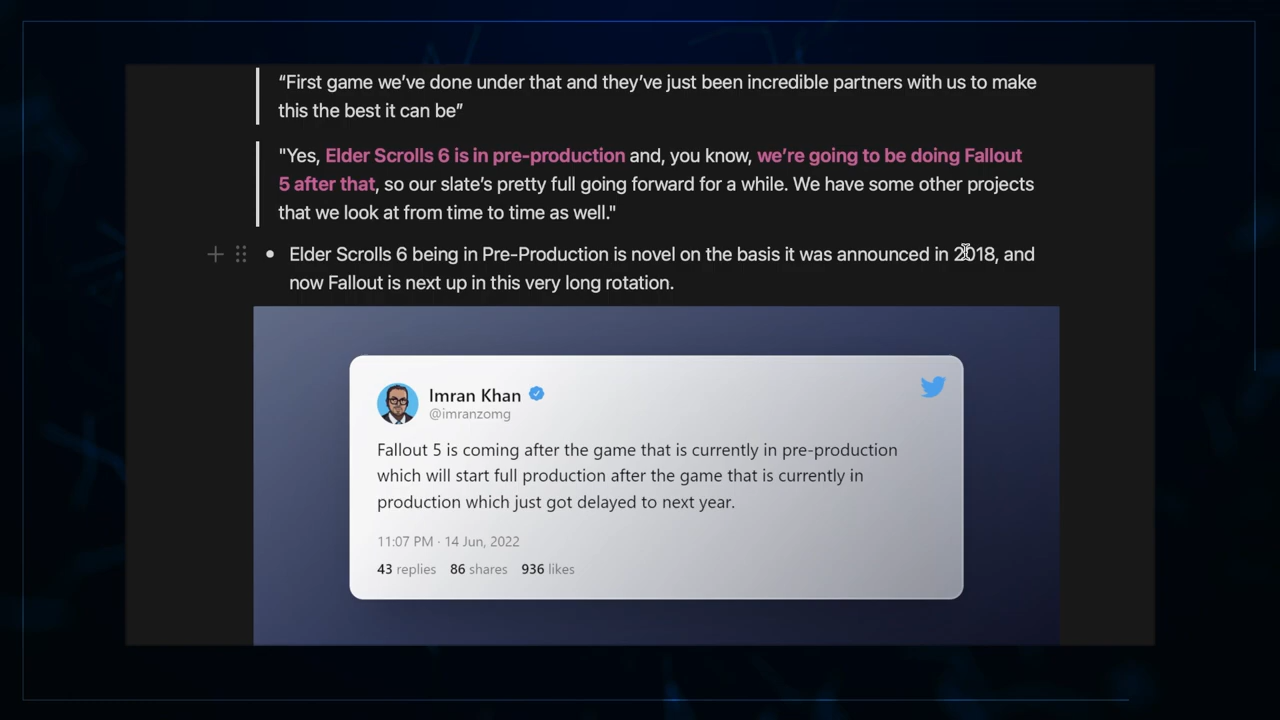 “First game we’ve done under that and they’ve just been incredible partners with us to make
this the best it can be”
"Yes, Elder Scrolls 6 is in pre-production and, you know, we’re going to be doing Fallout
5 after that, so our slate’s pretty full going forward for a while. We have some other projects
that we look at from time to time as well."
• Elder Scrolls 6 being in Pre-Production is novel on the basis it was announced in 2018, and
now Fallout is next up in this very long rotation.
Imran Khan
@imranzomg
Fallout 5 is coming after the game that is currently in pre-production
which will start full production after the game that is currently in
production which just got delayed to next year.
11:07 PM · 14 Jun, 2022
43 replies 86 shares 936 likes